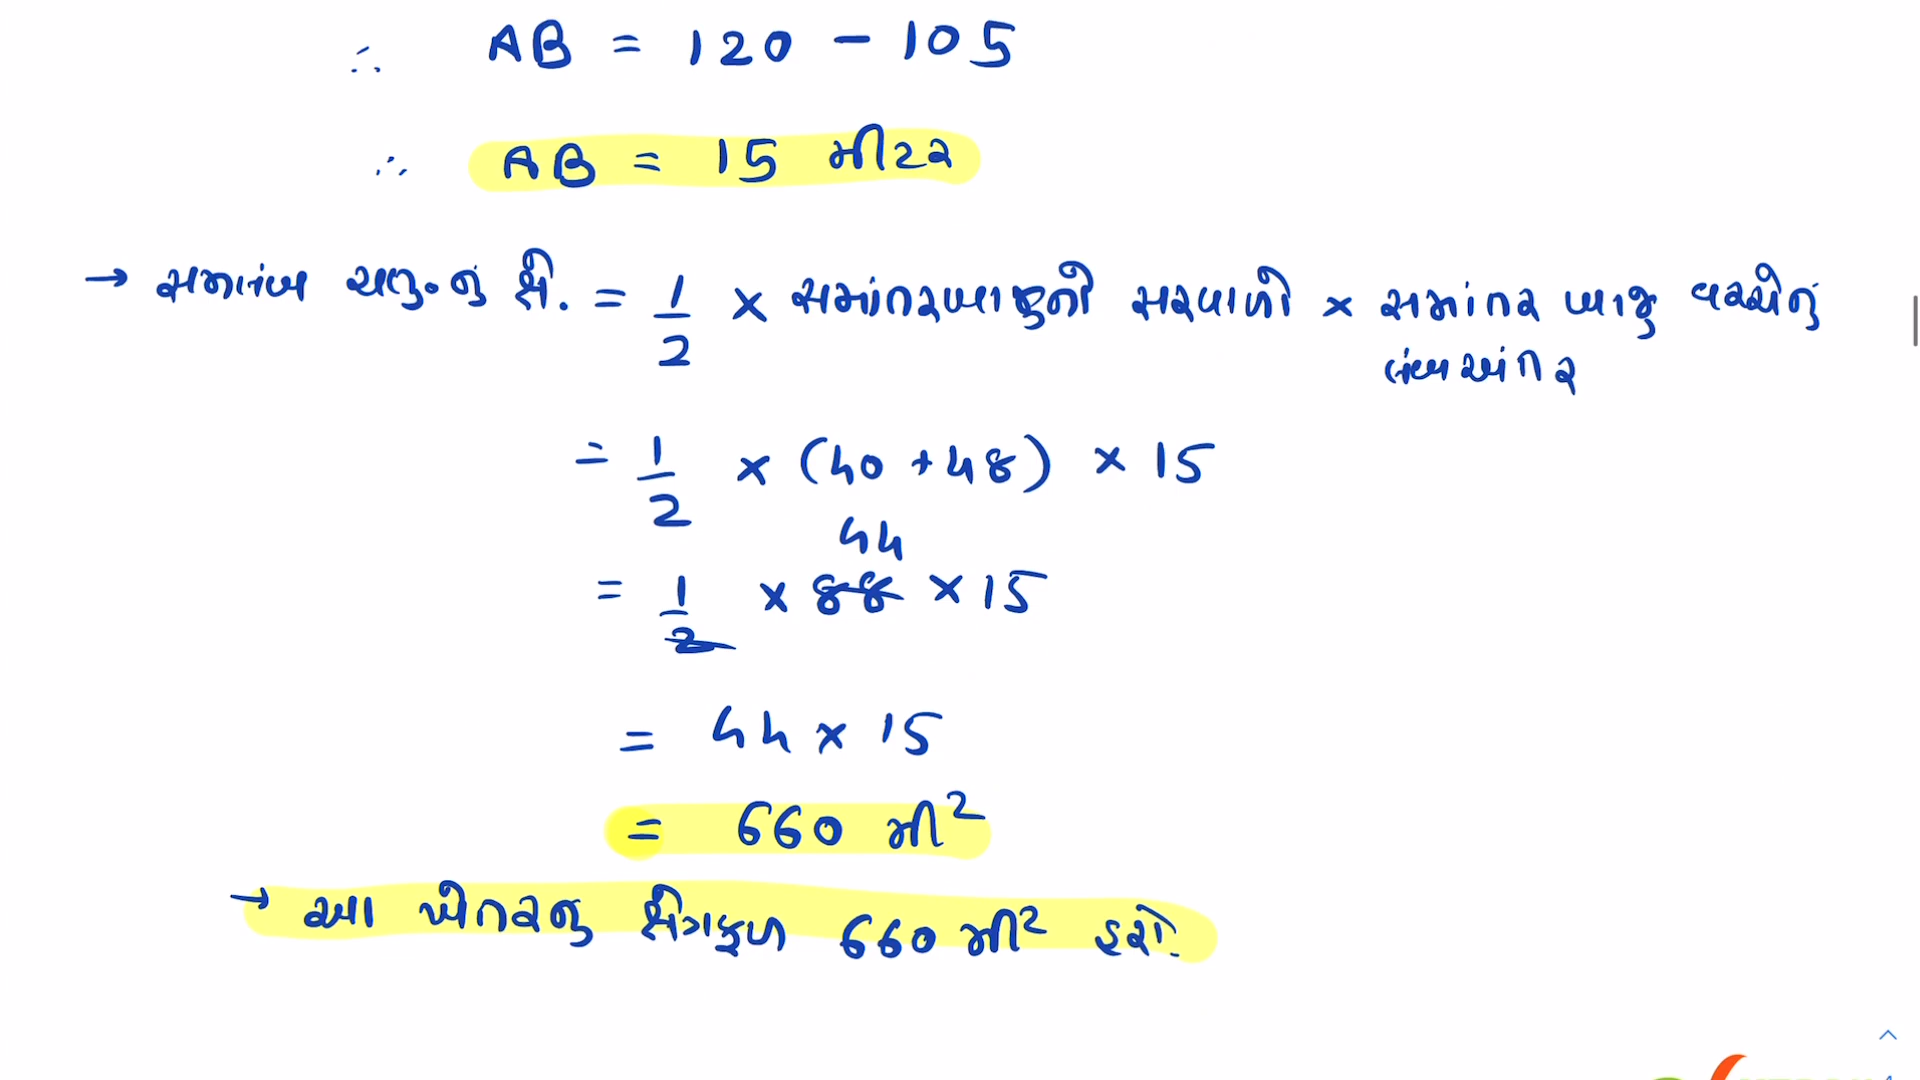 ∴ AB = 120 - 105
∴ AB = 15 મીટર
→ સમલંબ ચતુ.નું ક્ષે. = 1/2 × સમાંતરબાજુનો સરવાળો × સમાંતર બાજુ વચ્ચેનું
લંબઅંતર
= 1/2 × (40 + 48) × 15
44
= 1/2 × 88 × 15
= 44 × 15
= 660 મી²
→ આ ખેતરનું ક્ષેત્રફળ 660 મી² હશે.